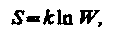 S = k ln W,